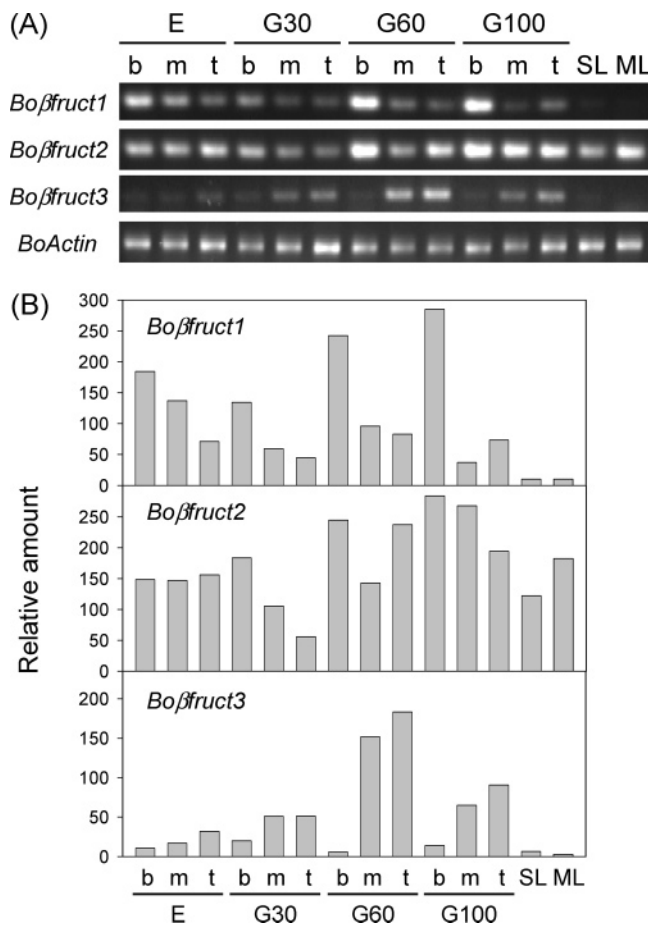 (A)
E G30 G60 G100
b m t b m t b m t b m t SL ML
Boβfruct1
Boβfruct2
Boβfruct3
BoActin
(B)
300
250
200
150
100
50
0
Boβfruct1
250
200
150
100
50
0
Boβfruct2
200
150
100
50
0
Boβfruct3
Relative amount
b m t b m t b m t b m t SL ML
E G30 G60 G100